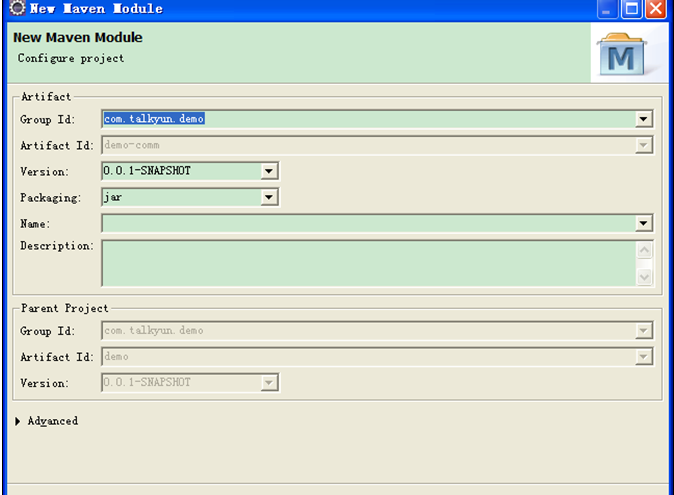 New Maven Module
New Maven Module
Configure project
M
Artifact
Group Id: com.talkyun.demo
Artifact Id: demo-comm
Version: 0.0.1-SNAPSHOT
Packaging: jar
Name:
Description:
Parent Project
Group Id: com.talkyun.demo
Artifact Id: demo
Version: 0.0.1-SNAPSHOT
Advanced